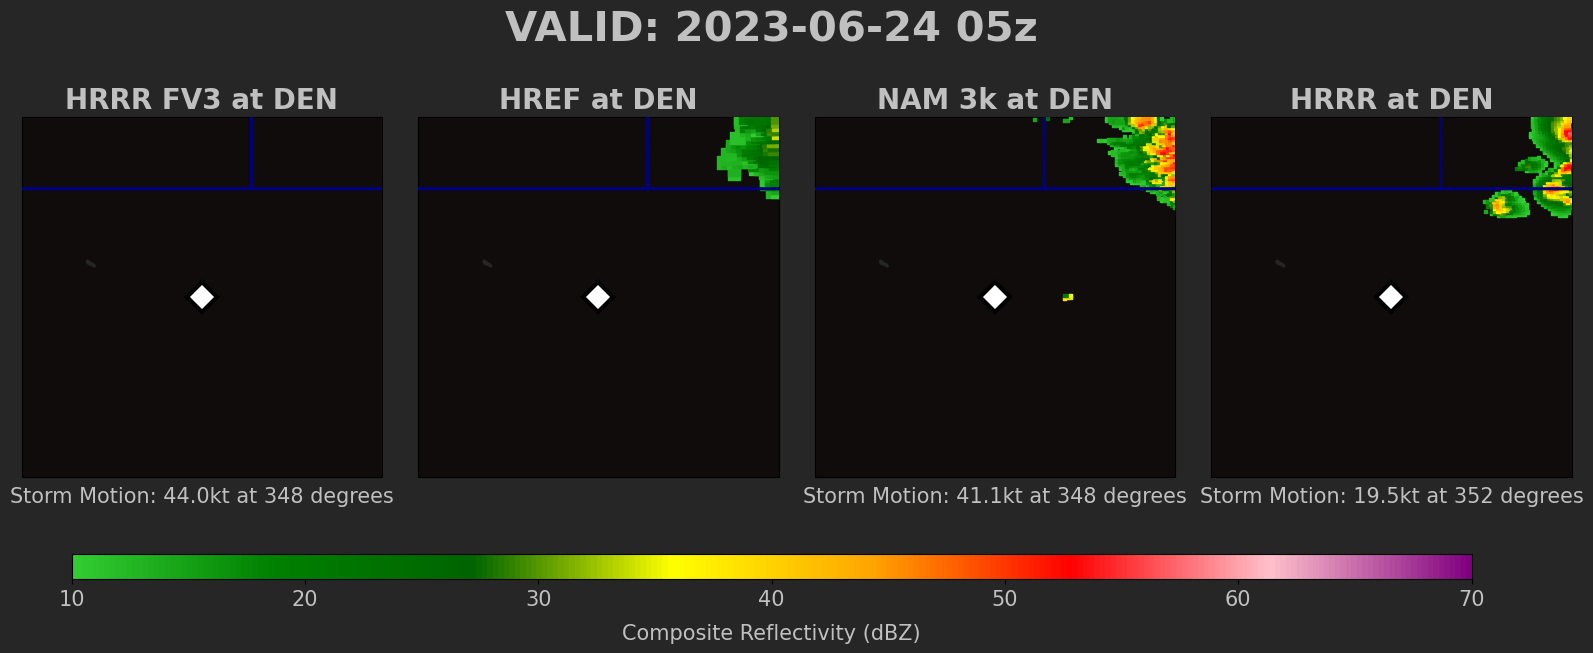 VALID: 2023-06-24 05z
HRRR FV3 at DEN
HREF at DEN
NAM 3k at DEN
HRRR at DEN
Storm Motion: 44.0kt at 348 degrees
Storm Motion: 41.1kt at 348 degrees
Storm Motion: 19.5kt at 352 degrees
10 20 30 40 50 60 70
Composite Reflectivity (dBZ)